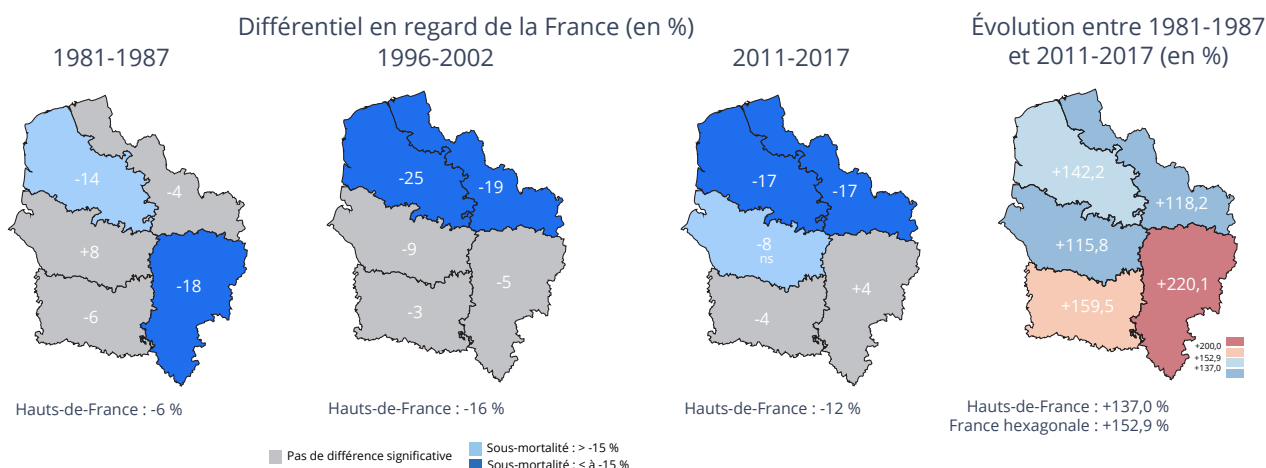 Différentiel en regard de la France (en %)
1981-1987
1996-2002
2011-2017
Évolution entre 1981-1987
et 2011-2017 (en %)
-14
-4
+8
-18
-6
Hauts-de-France : -6 %
-25
-19
-9
-5
-3
Hauts-de-France : -16 %
-17
-17
-8
ns
+4
-4
Hauts-de-France : -12 %
+142,2
+118,2
+115,8
+220,1
+159,5
+200,0
+152,9
+137,0
Hauts-de-France : +137,0 %
France hexagonale : +152,9 %
Pas de différence significative
Sous-mortalité : > -15 %
Sous-mortalité : ≤ à -15 %